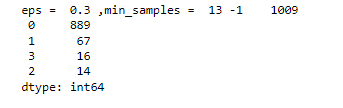 eps =  0.3 ,min_samples =  13 -1    1009
 0     889
 1      67
 3      16
 2      14
dtype: int64